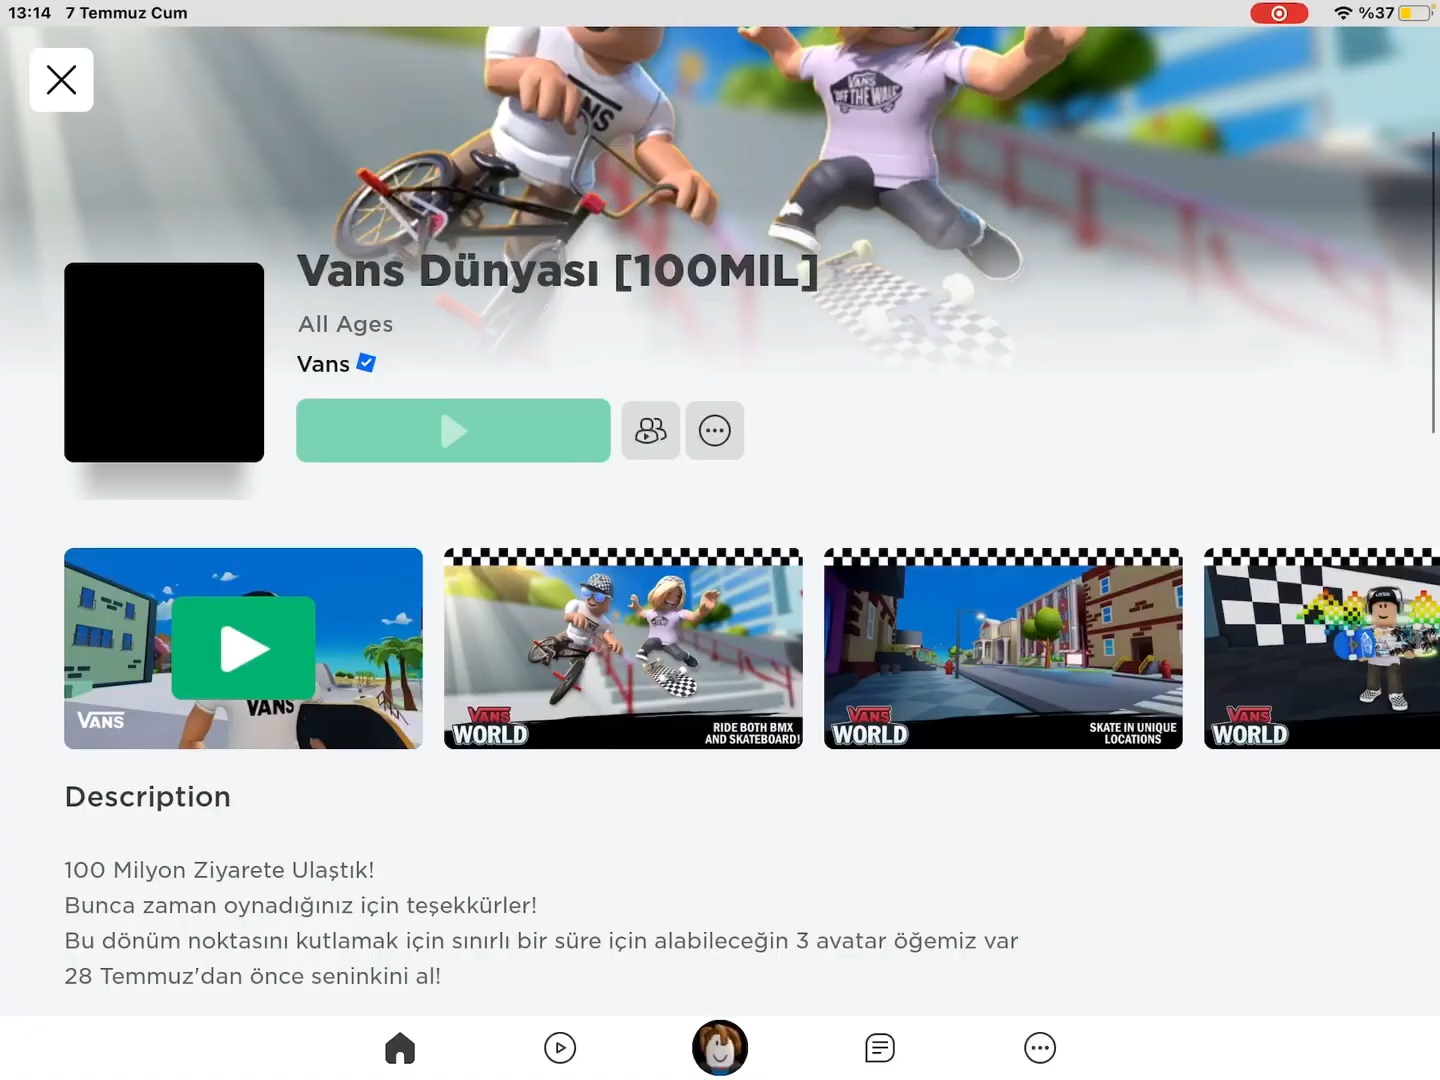 13:14 7 Temmuz Cum
%37
VANS
"OFF THE WALL"
Vans Dünyası [100MIL]
All Ages
Vans
VANS
VANS
VANS
WORLD
RIDE BOTH BMX
AND SKATEBOARD!
VANS
WORLD
SKATE IN UNIQUE
LOCATIONS
VANS
WORLD
Description
100 Milyon Ziyarete Ulaştık!
Bunca zaman oynadığınız için teşekkürler!
Bu dönüm noktasını kutlamak için sınırlı bir süre için alabileceğin 3 avatar öğemiz var
28 Temmuz'dan önce seninkini al!